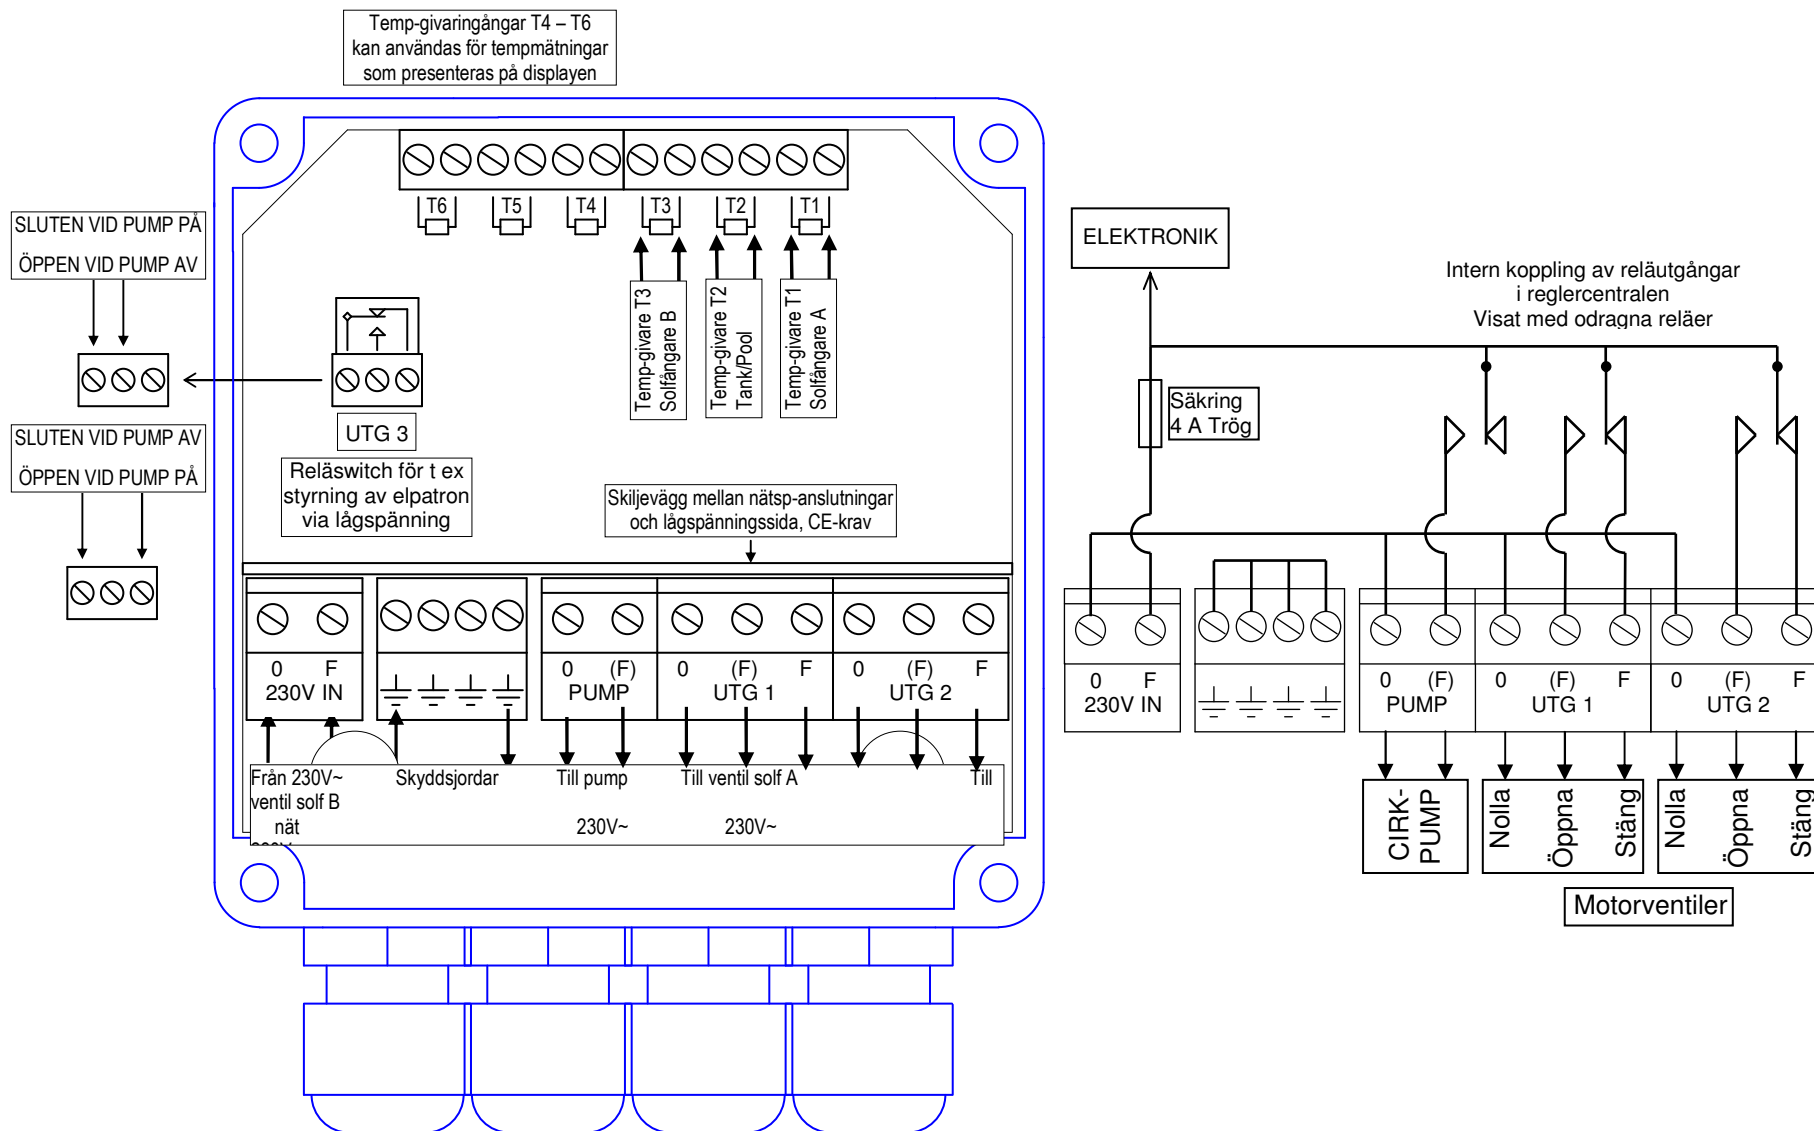 Temp-givaringångar T4 – T6
kan användas för tempmätningar
som presenteras på displayen
T6 T5 T4 T3 T2 T1
SLUTEN VID PUMP PÅ
ÖPPEN VID PUMP AV
SLUTEN VID PUMP AV
ÖPPEN VID PUMP PÅ
Temp-givare T3
Solfångare B
Temp-givare T2
Tank/Pool
Temp-givare T1
Solfångare A
UTG 3
Reläswitch för t ex
styrning av elpatron
via lågspänning
Skiljevägg mellan nätsp-anslutningar
och lågspänningssida, CE-krav
0 F 0 (F) 0 (F) F 0 (F) F
230V IN PUMP UTG 1 UTG 2
Från 230V~ Skyddsjordar Till pump Till ventil solf A Till
ventil solf B
nät 230V~ 230V~
ELEKTRONIK
Intern koppling av reläutgångar
i reglercentralen
Visat med odragna reläer
Säkring
4 A Trög
0 F 0 (F) 0 (F) F 0 (F) F
230V IN PUMP UTG 1 UTG 2
CIRK-
PUMP
Nolla
Öppna
Stäng
Nolla
Öppna
Stäng
Motorventiler